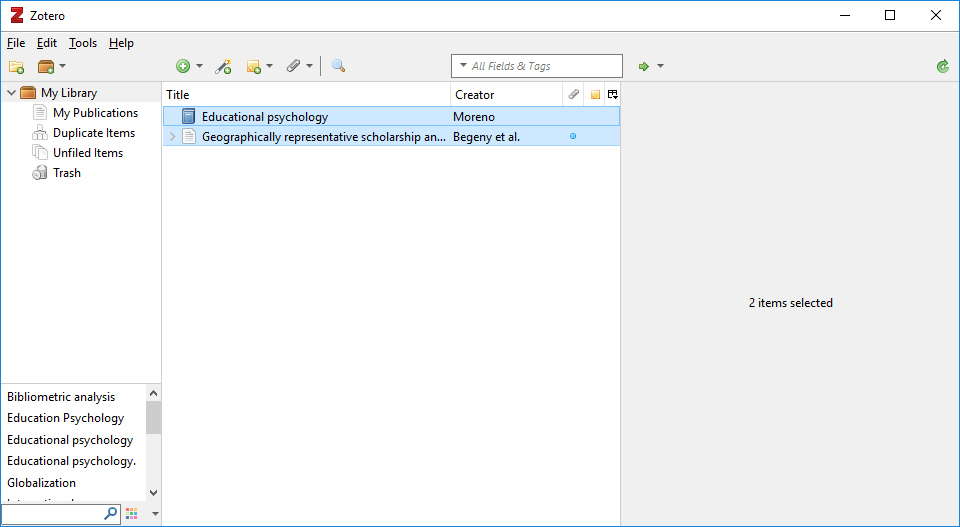 Zotero
File Edit Tools Help
All Fields & Tags
My Library
My Publications
Duplicate Items
Unfiled Items
Trash
Title Creator
Educational psychology Moreno
Geographically representative scholarship an... Begeny et al.
2 items selected
Bibliometric analysis
Education Psychology
Educational psychology
Educational psychology.
Globalization